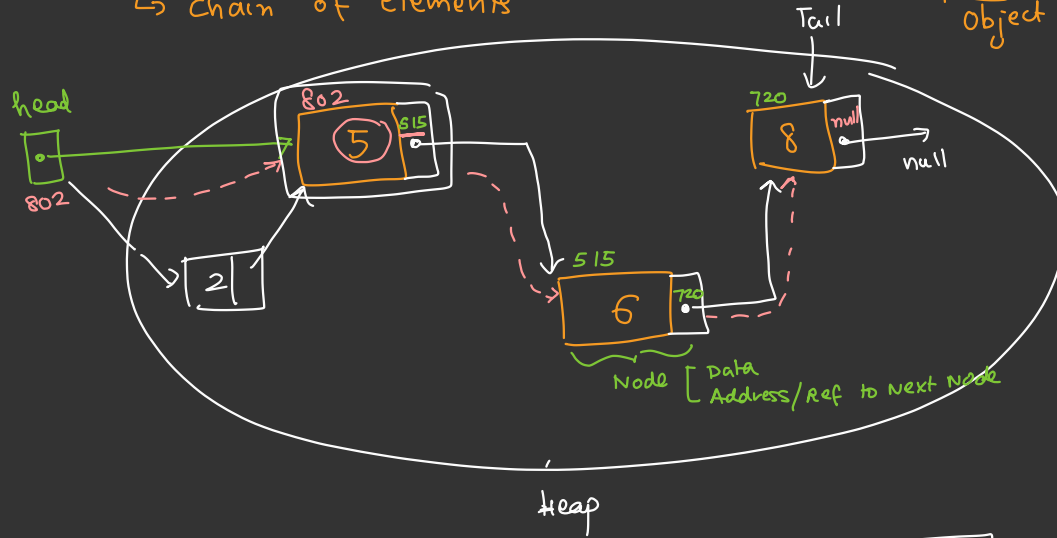 ↳ Chain of Elements
Object
Tail
head
802
802
5
515
720
8
null
null
2
515
6
720
Node
Data
Address/Ref to Next Node
Heap